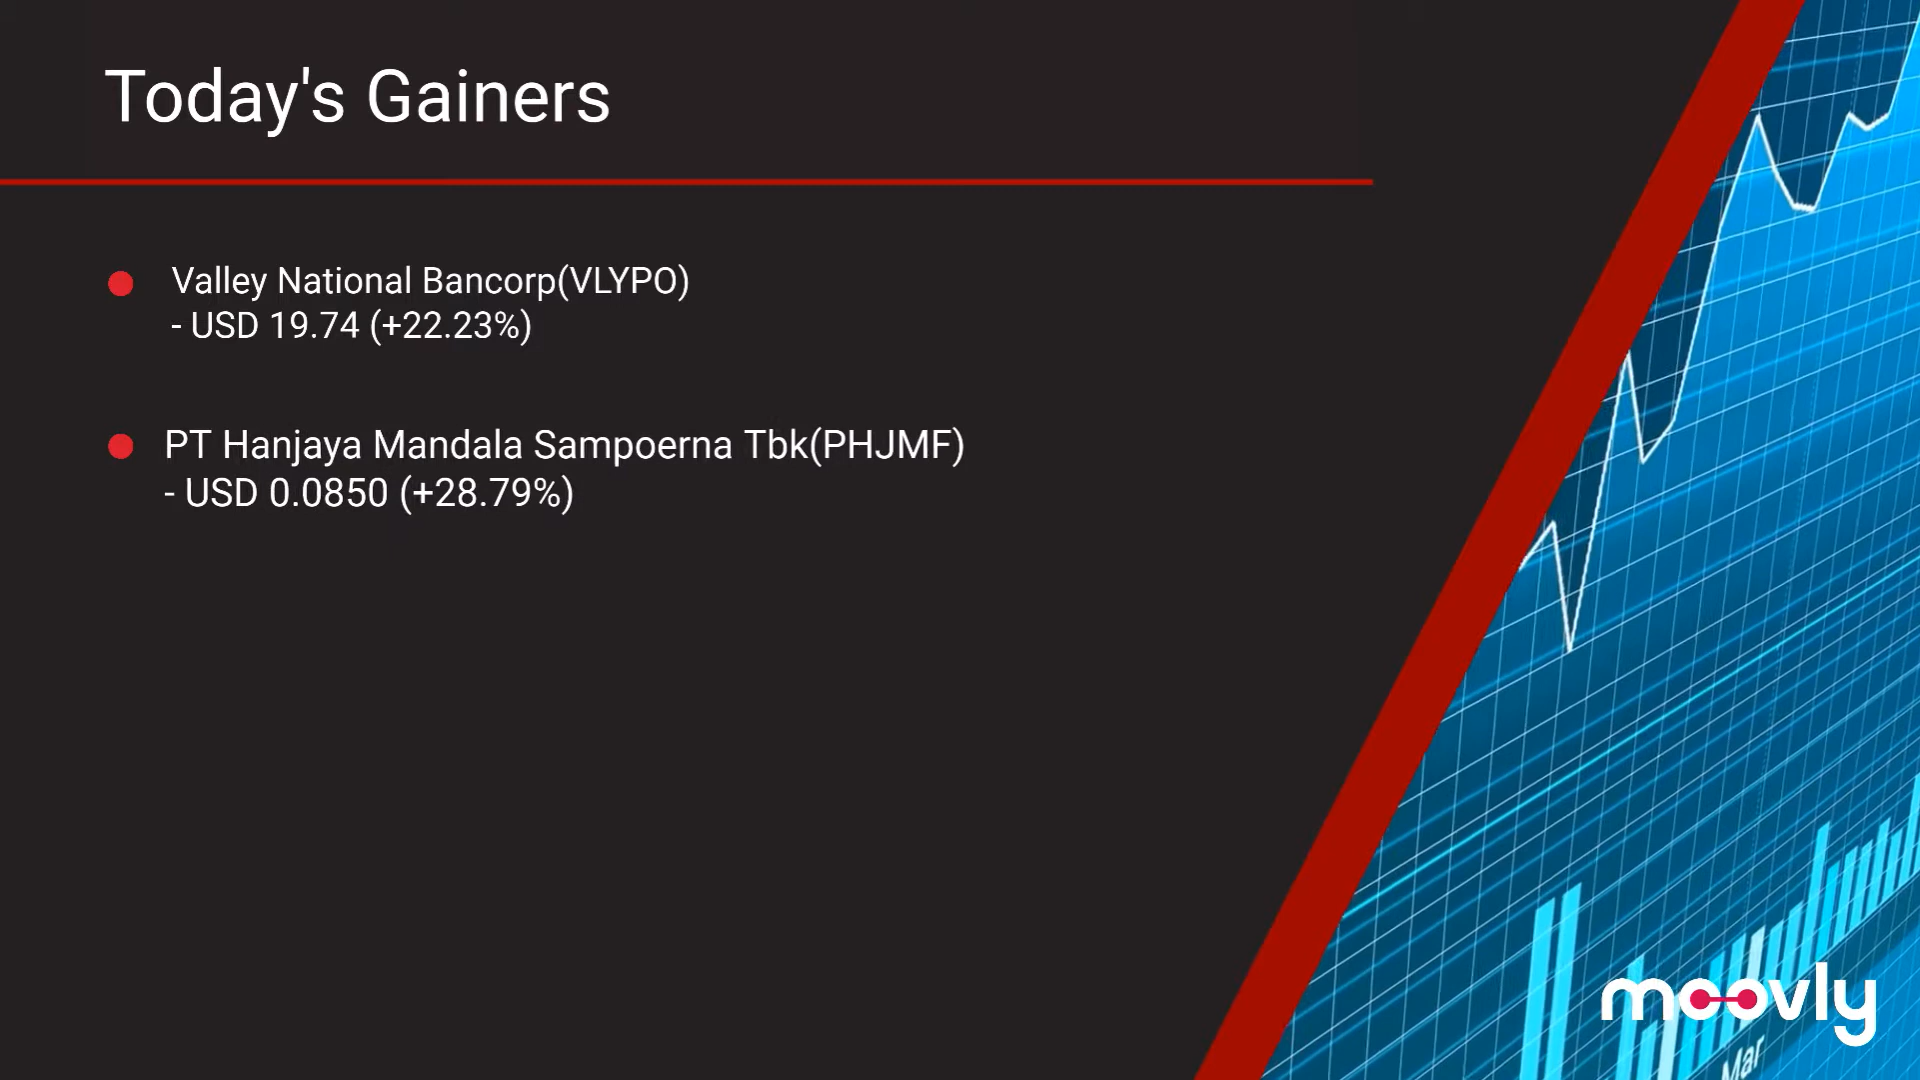 Today's Gainers
Valley National Bancorp(VLYPO)
- USD 19.74 (+22.23%)
PT Hanjaya Mandala Sampoerna Tbk(PHJMF)
- USD 0.0850 (+28.79%)
moovly
Mar